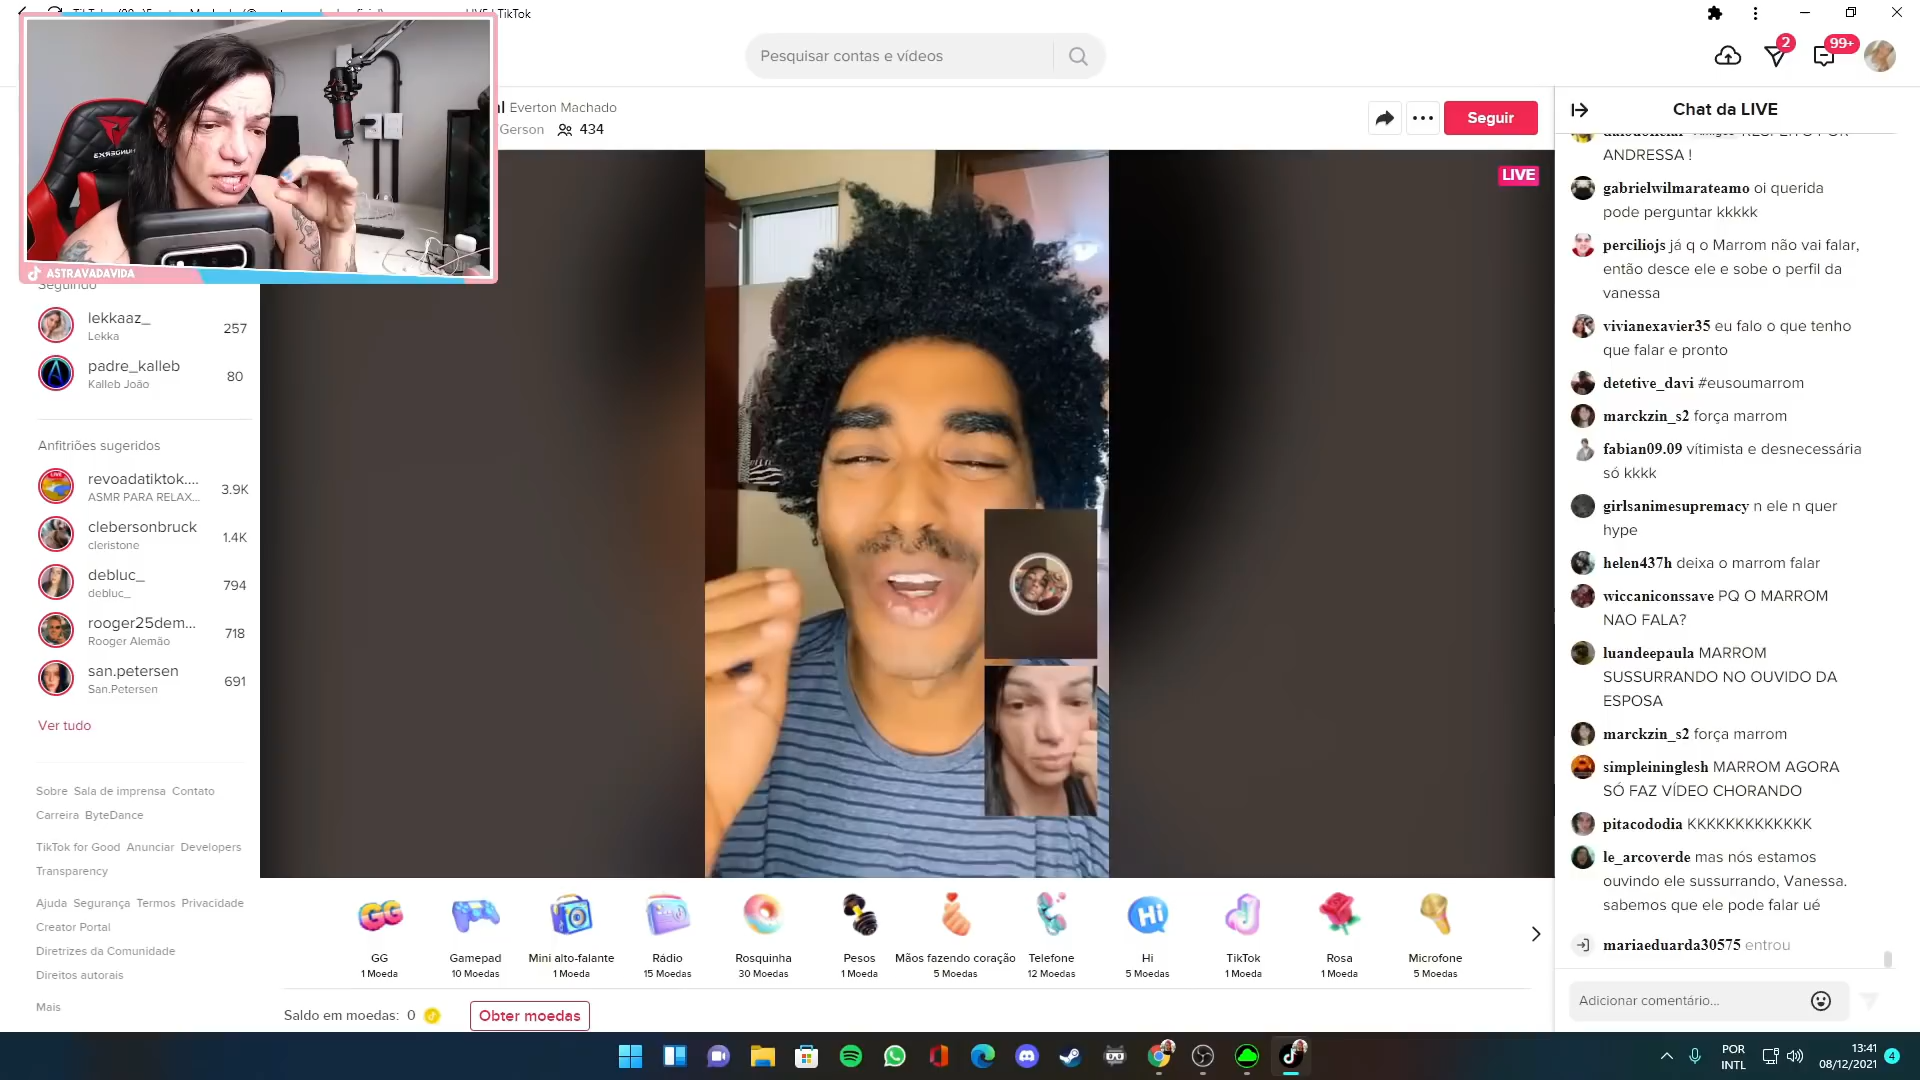 LIVE | TikTok
Pesquisar contas e vídeos
2
99+
ASTRAVADAVIDA
Everton Machado
Gerson 434
Seguir
LIVE
Seguindo
lekkaaz_
Lekka
257
padre_kalleb
Kalleb João
80
Anfitriões sugeridos
revoadatiktok....
ASMR PARA RELAX...
3.9K
clebersonbruck
cleristone
1.4K
debluc_
debluc_
794
rooger25dem...
Rooger Alemão
718
san.petersen
San.Petersen
691
Ver tudo
Sobre Sala de imprensa Contato
Carreira ByteDance
TikTok for Good Anunciar Developers
Transparency
Ajuda Segurança Termos Privacidade
Creator Portal
Diretrizes da Comunidade
Direitos autorais
Mais
GG
1 Moeda
Gamepad
10 Moedas
Mini alto-falante
1 Moeda
Rádio
15 Moedas
Rosquinha
30 Moedas
Pesos
1 Moeda
Mãos fazendo coração
5 Moedas
Telefone
12 Moedas
Hi
5 Moedas
TikTok
1 Moeda
Rosa
1 Moeda
Microfone
5 Moedas
Saldo em moedas: 0
Obter moedas
Chat da LIVE
ANDRESSA !
gabrielwilmarateamo oi querida
pode perguntar kkkkk
perciliojs já q o Marrom não vai falar,
então desce ele e sobe o perfil da
vanessa
vivianexavier35 eu falo o que tenho
que falar e pronto
detetive_davi #eusoumarrom
marckzin_s2 força marrom
fabian09.09 vítimista e desnecessária
só kkkk
girlsanimesupremacy n ele n quer
hype
helen437h deixa o marrom falar
wiccaniconssave PQ O MARROM
NAO FALA?
luandeepaula MARROM
SUSSURRANDO NO OUVIDO DA
ESPOSA
marckzin_s2 força marrom
simpleininglesh MARROM AGORA
SÓ FAZ VÍDEO CHORANDO
pitacododia KKKKKKKKKKKKK
le_arcoverde mas nós estamos
ouvindo ele sussurrando, Vanessa.
sabemos que ele pode falar ué
mariaeduarda30575 entrou
Adicionar comentário...
POR
INTL
13:41
08/12/2021
4